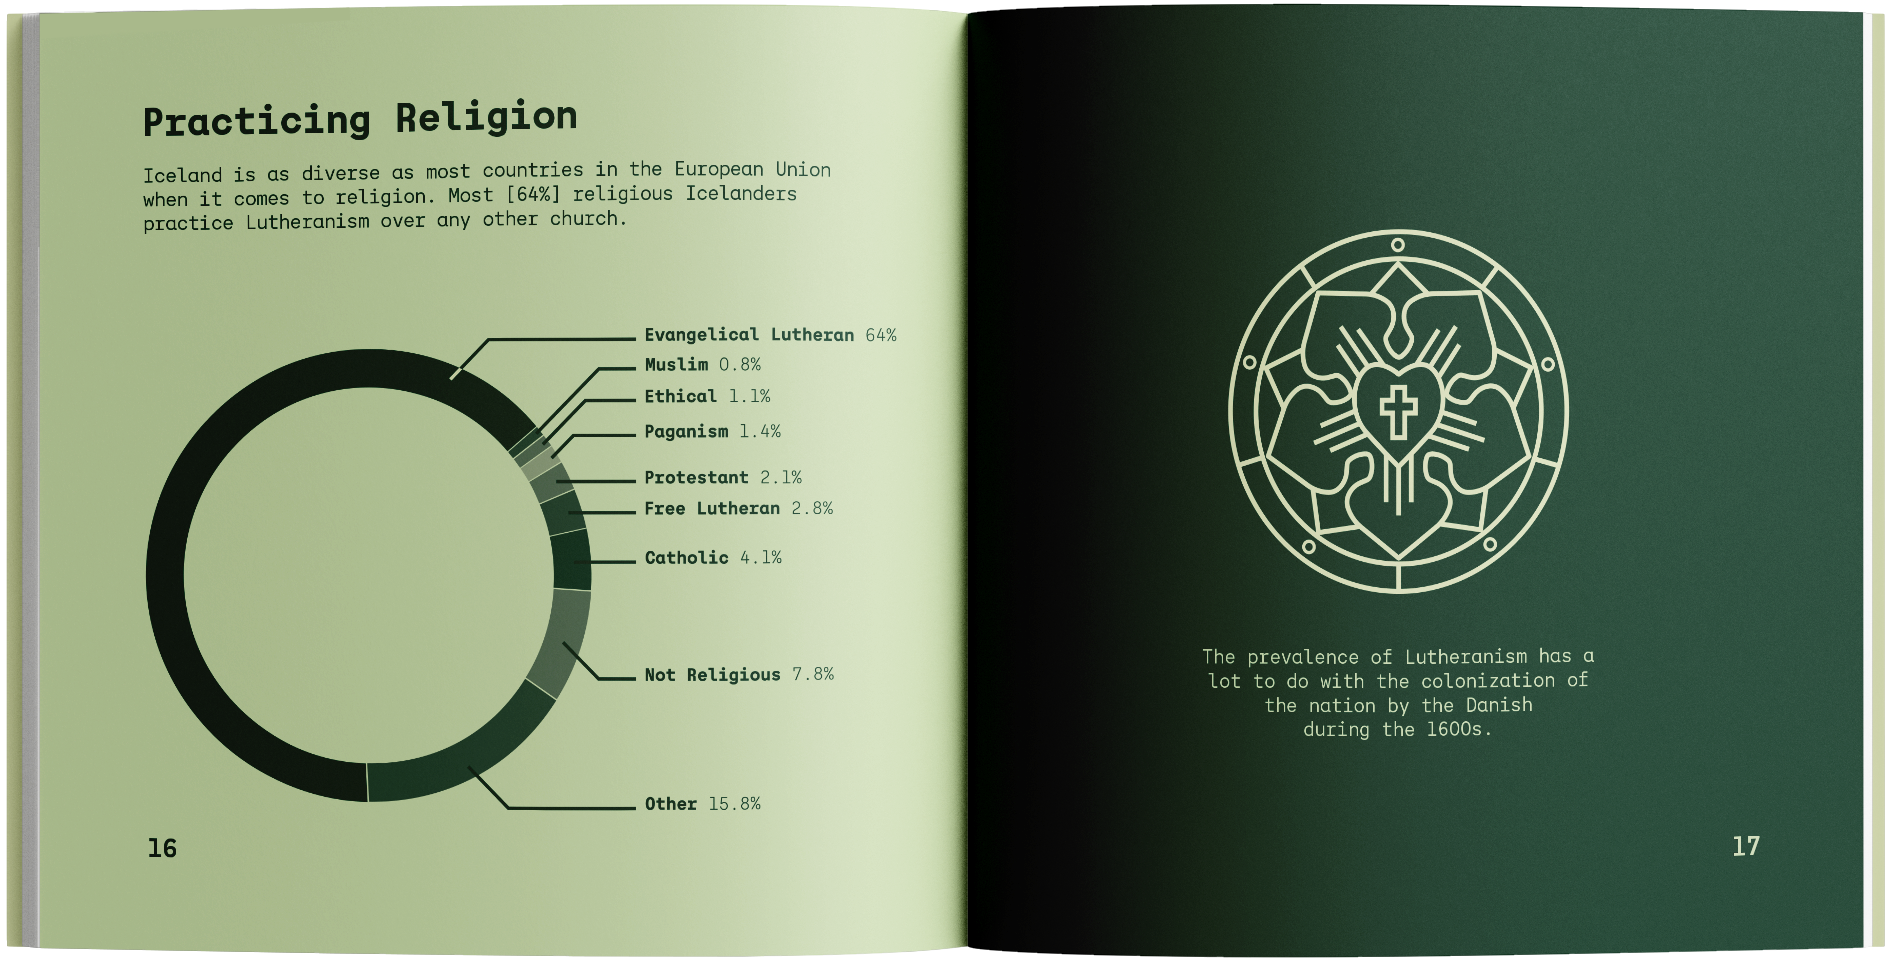 Practicing Religion
Iceland is as diverse as most countries in the European Union
when it comes to religion. Most [64%] religious Icelanders
practice Lutheranism over any other church.
Evangelical Lutheran 64%
Muslim 0.8%
Ethical 1.1%
Paganism 1.4%
Protestant 2.1%
Free Lutheran 2.8%
Catholic 4.1%
Not Religious 7.8%
Other 15.8%
16
The prevalence of Lutheranism has a
lot to do with the colonization of
the nation by the Danish
during the 1600s.
17